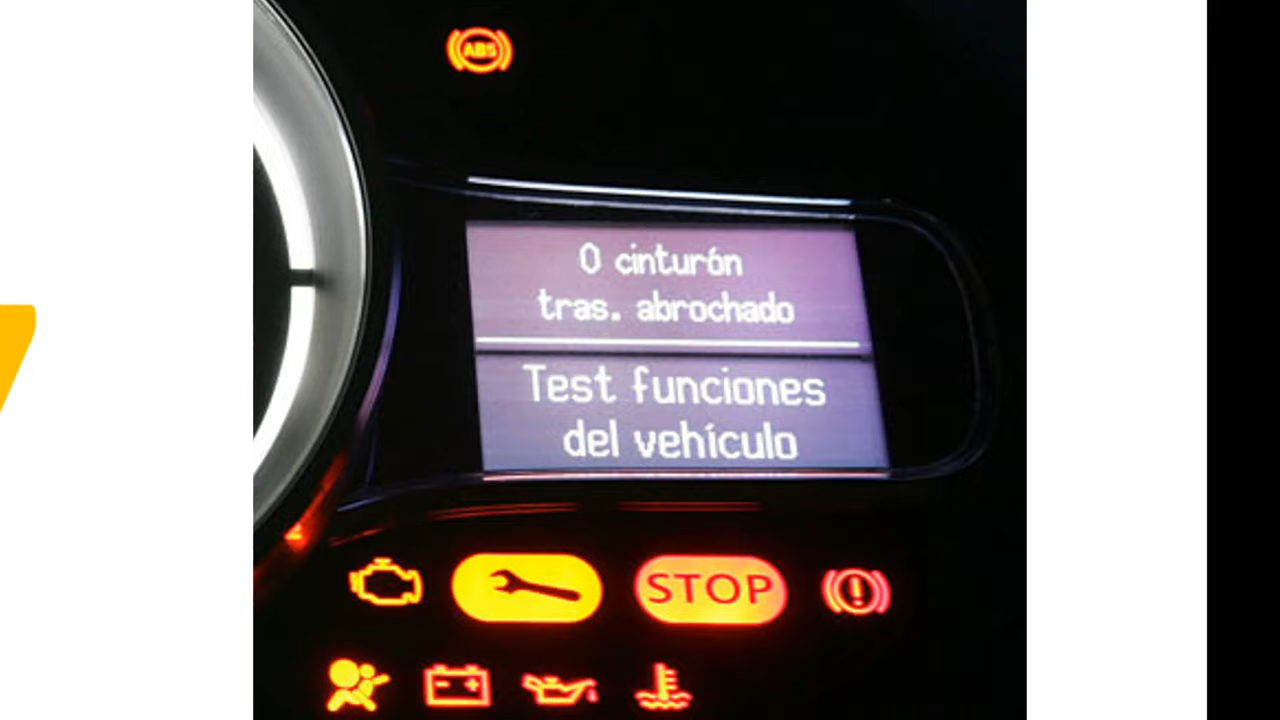 ABS
0 cinturón
tras. abrochado
Test funciones
del vehículo
STOP